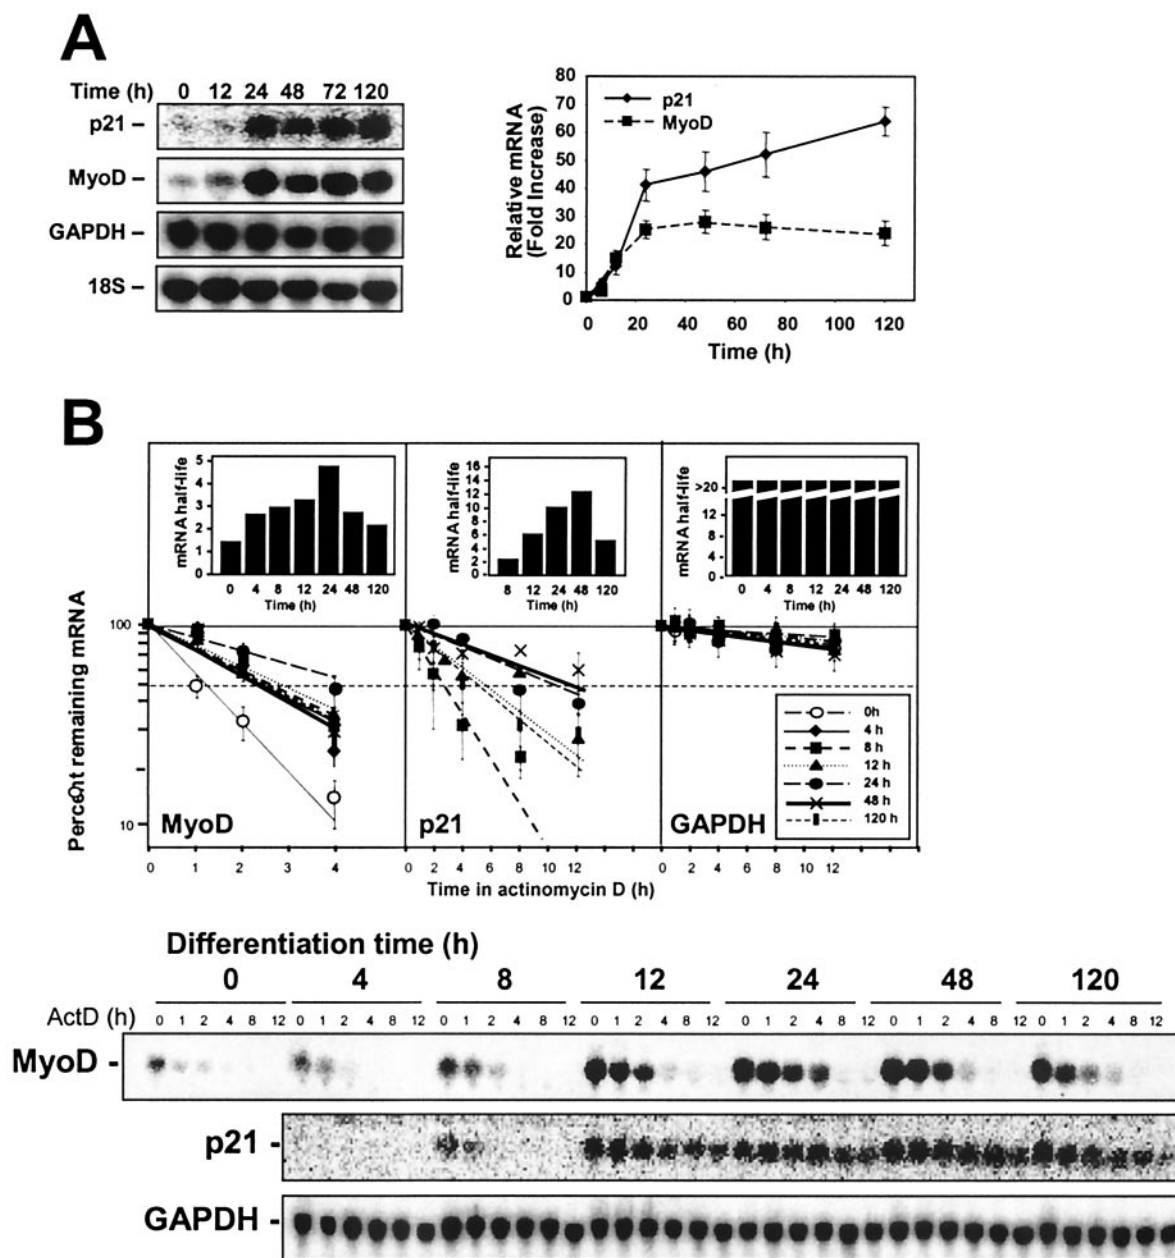 A
Time (h) 0 12 24 48 72 120
p21 –
MyoD –
GAPDH –
18S –
Relative mRNA
(Fold Increase)
80
70
60
50
40
30
20
10
0
p21
MyoD
0 20 40 60 80 100 120
Time (h)
B
Percent remaining mRNA
100
10
mRNA half-life
5
4
3
2
1
0
0 4 8 12 24 48 120
Time (h)
MyoD
0 1 2 3 4
mRNA half-life
16
14
12
10
8
6
4
2
0
8 12 24 48 120
Time (h)
p21
0 2 4 6 8 10 12
mRNA half-life
>20
12
8
4
0
0 4 8 12 24 48 120
Time (h)
GAPDH
0 2 4 6 8 10 12
0h
4 h
8 h
12 h
24 h
48 h
120 h
Time in actinomycin D (h)
Differentiation time (h)
0 4 8 12 24 48 120
ActD (h) 0 1 2 4 8 12 0 1 2 4 8 12 0 1 2 4 8 12 0 1 2 4 8 12 0 1 2 4 8 12 0 1 2 4 8 12 0 1 2 4 8 12
MyoD -
p21 -
GAPDH -